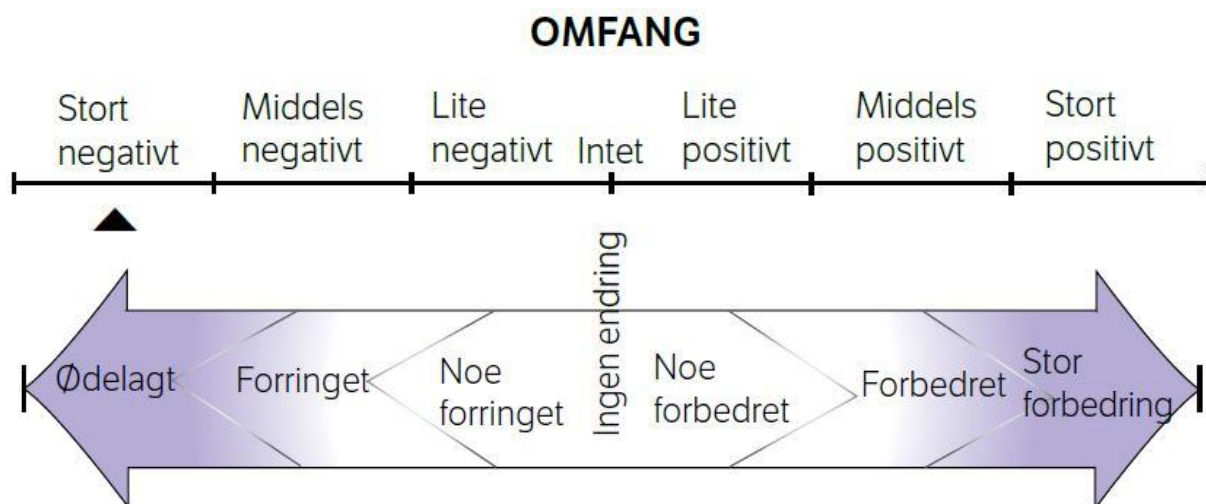 OMFANG
Stort
negativt
Middels
negativt
Lite
negativt
Intet
Lite
positivt
Middels
positivt
Stort
positivt
Ødelagt
Forringet
Noe
forringet
Ingen endring
Noe
forbedret
Forbedret
Stor
forbedring